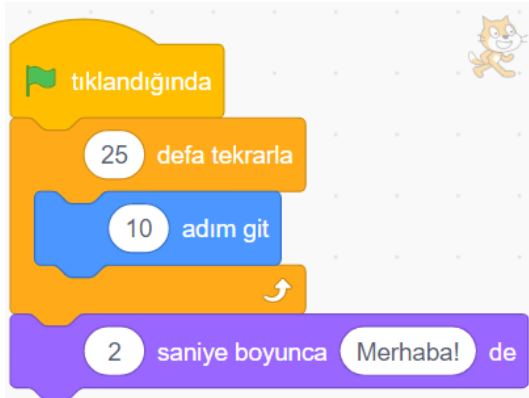 tıklandığında
25 defa tekrarla
10 adım git
2 saniye boyunca Merhaba! de